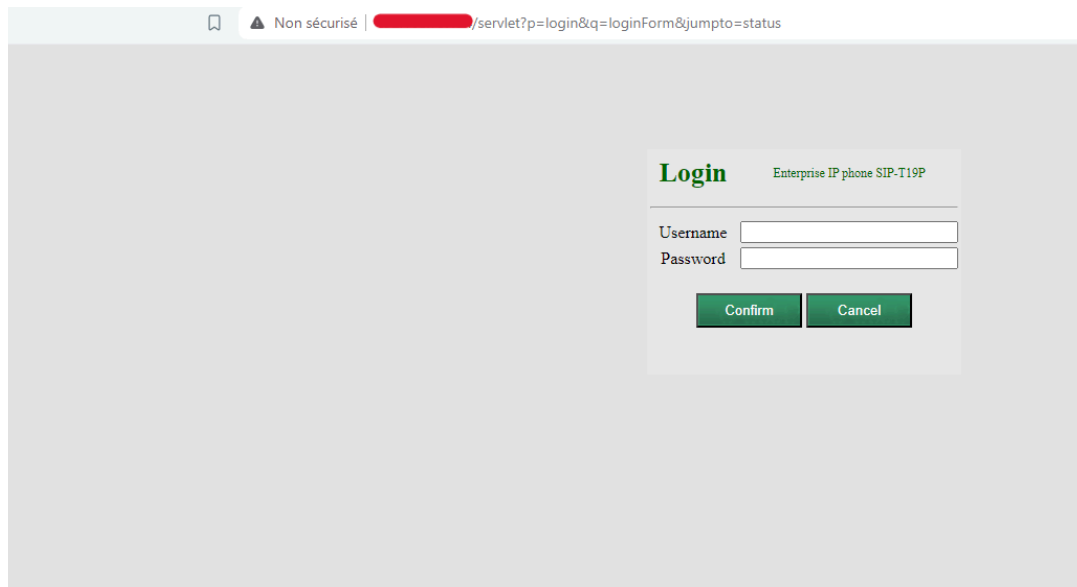 Non sécurisé | /servlet?p=login&q=loginForm&jumpto=status
Login Enterprise IP phone SIP-T19P
Username
Password
Confirm Cancel